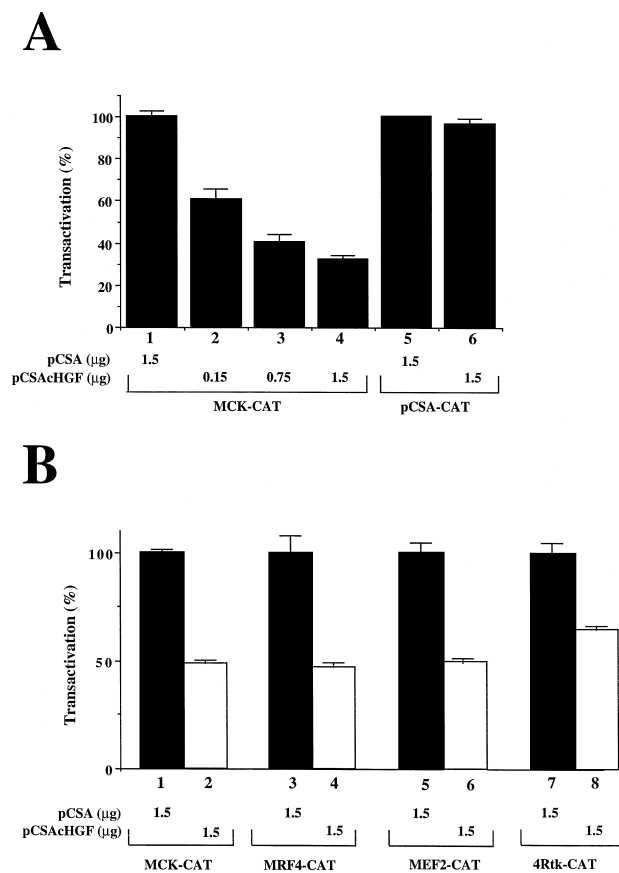 A
Transactivation (%)
100
80
60
40
20
0
1 2 3 4 5 6
pCSA (µg) 1.5 1.5
pCSAcHGF (µg) 0.15 0.75 1.5 1.5
MCK-CAT pCSA-CAT
B
Transactivation (%)
100
50
0
1 2 3 4 5 6 7 8
pCSA (µg) 1.5 1.5 1.5 1.5
pCSAcHGF (µg) 1.5 1.5 1.5 1.5
MCK-CAT MRF4-CAT MEF2-CAT 4Rtk-CAT